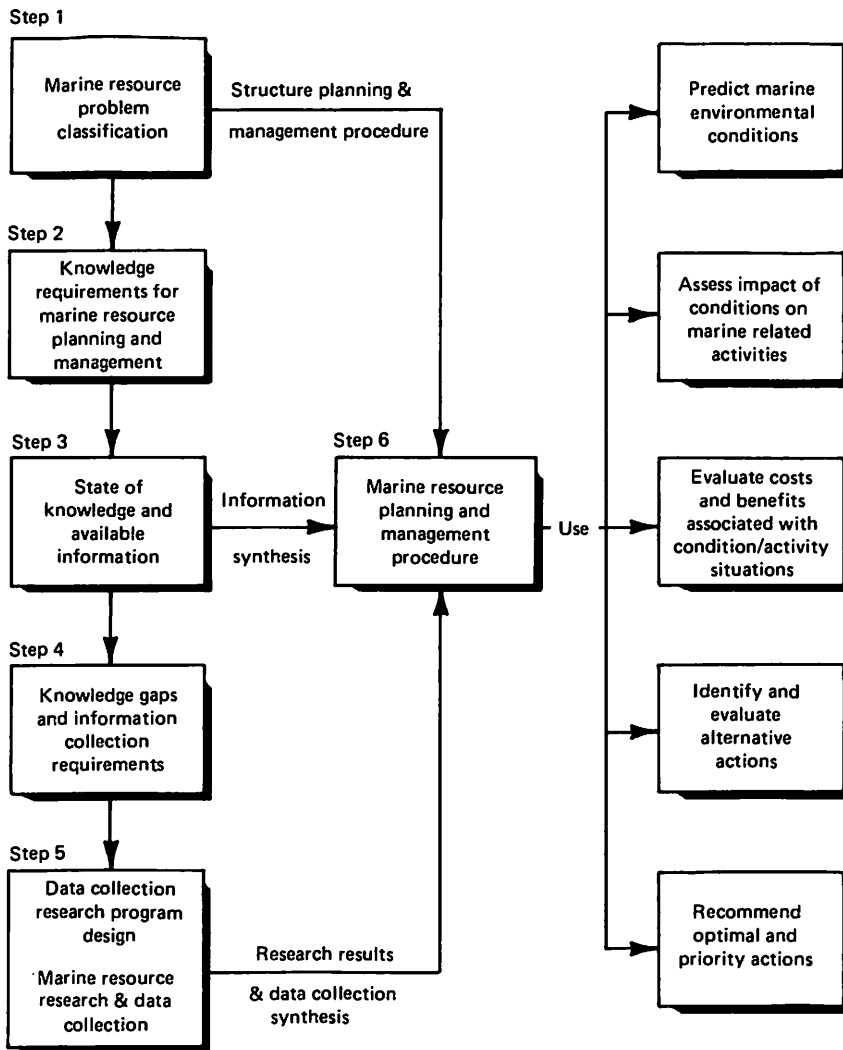 Step 1
Marine resource
problem
classification
Structure planning &
management procedure
Step 2
Knowledge
requirements for
marine resource
planning and
management
Step 3
State of
knowledge and
available
information
Information
synthesis
Step 4
Knowledge gaps
and information
collection
requirements
Step 5
Data collection
research program
design
Marine resource
research & data
collection
Research results
& data collection
synthesis
Step 6
Marine resource
planning and
management
procedure
Use
Predict marine
environmental
conditions
Assess impact of
conditions on
marine related
activities
Evaluate costs
and benefits
associated with
condition/activity
situations
Identify and
evaluate
alternative
actions
Recommend
optimal and
priority actions